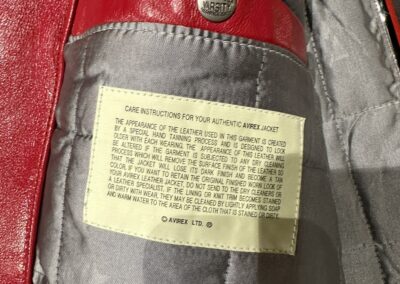 VARSITY
CARE INSTRUCTIONS FOR YOUR AUTHENTIC AVIREX JACKET
THE APPEARANCE OF THE LEATHER USED IN THIS GARMENT IS CREATED
BY A SPECIAL HAND TANNING PROCESS AND IS DESIGNED TO LOOK
OLDER WITH EACH WEARING. THE APPEARANCE OF THIS LEATHER WILL
BE ALTERED IF THE GARMENT IS SUBJECTED TO ANY DRY CLEANING
PROCESS WHICH WILL REMOVE THE SURFACE FINISH OF THE LEATHER SO
THAT THE JACKET WILL LOSE ITS DARK FINISH AND BECOME A TAN
COLOR. IF YOU WANT TO RETAIN THE ORIGINAL FINISHED WORN LOOK OF
YOUR AVIREX LEATHER JACKET, DO NOT SEND TO THE DRY CLEANERS OR
A LEATHER SPECIALIST. IF THE LINING OR KNIT TRIM BECOMES STAINED
OR DIRTY WITH WEAR, THEY MAY BE CLEANED BY LIGHTLY APPLYING SOAP
AND WARM WATER TO THE AREA OF THE CLOTH THAT IS STAINED OR DIRTY.
© AVIREX LTD. ®